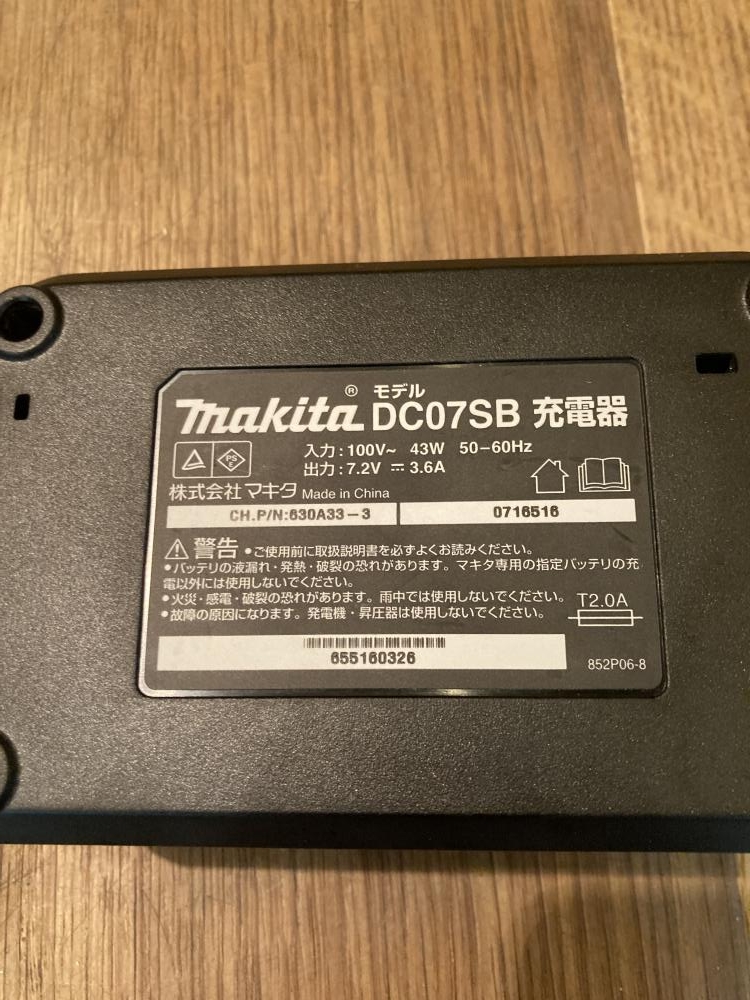 モデル
makita® DC07SB 充電器
入力:100V~ 43W 50-60Hz
出力:7.2V ⎓ 3.6A
PS
E
株式会社 マキタ Made in China
CH.P/N:630A33-3 0716516
⚠警告 •ご使用前に取扱説明書を必ずよくお読みください。
•バッテリの液漏れ・発熱・破裂の恐れがあります。マキタ専用の指定バッテリの充
電以外には使用しないでください。
•火災・感電・破裂の恐れがあります。雨中では使用しないでください。
•故障の原因になります。発電機・昇圧器は使用しないでください。
T2.0A
655160326
852P06-8